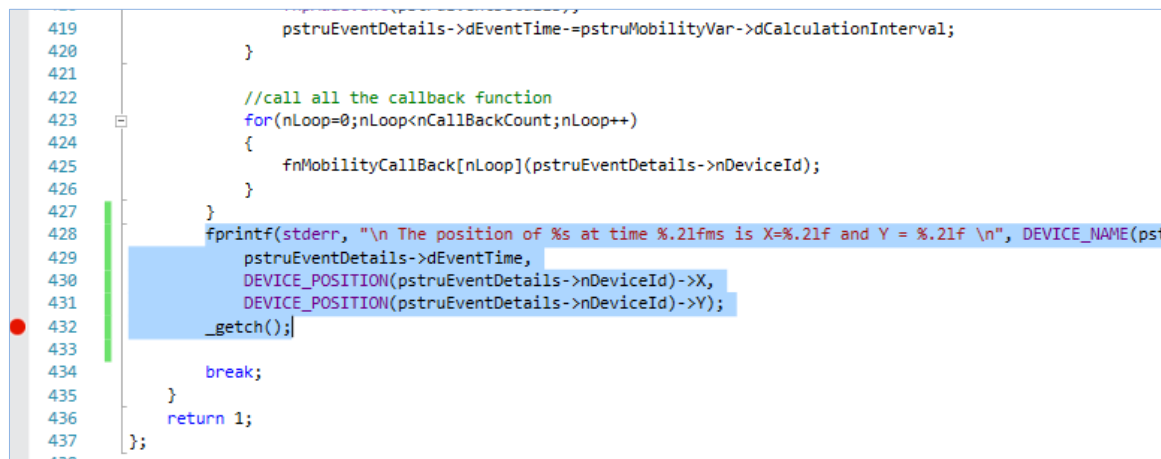 419 pstruEventDetails->dEventTime-=pstruMobilityVar->dCalculationInterval;
420 }
421
422 //call all the callback function
423 for(nLoop=0;nLoop<nCallBackCount;nLoop++)
424 {
425 fnMobilityCallBack[nLoop](pstruEventDetails->nDeviceId);
426 }
427 }
428 fprintf(stderr, "\n The position of %s at time %.2lfms is X=%.2lf and Y = %.2lf \n", DEVICE_NAME(pst
429 pstruEventDetails->dEventTime,
430 DEVICE_POSITION(pstruEventDetails->nDeviceId)->X,
431 DEVICE_POSITION(pstruEventDetails->nDeviceId)->Y);
432 _getch();
433
434 break;
435 }
436 return 1;
437 };